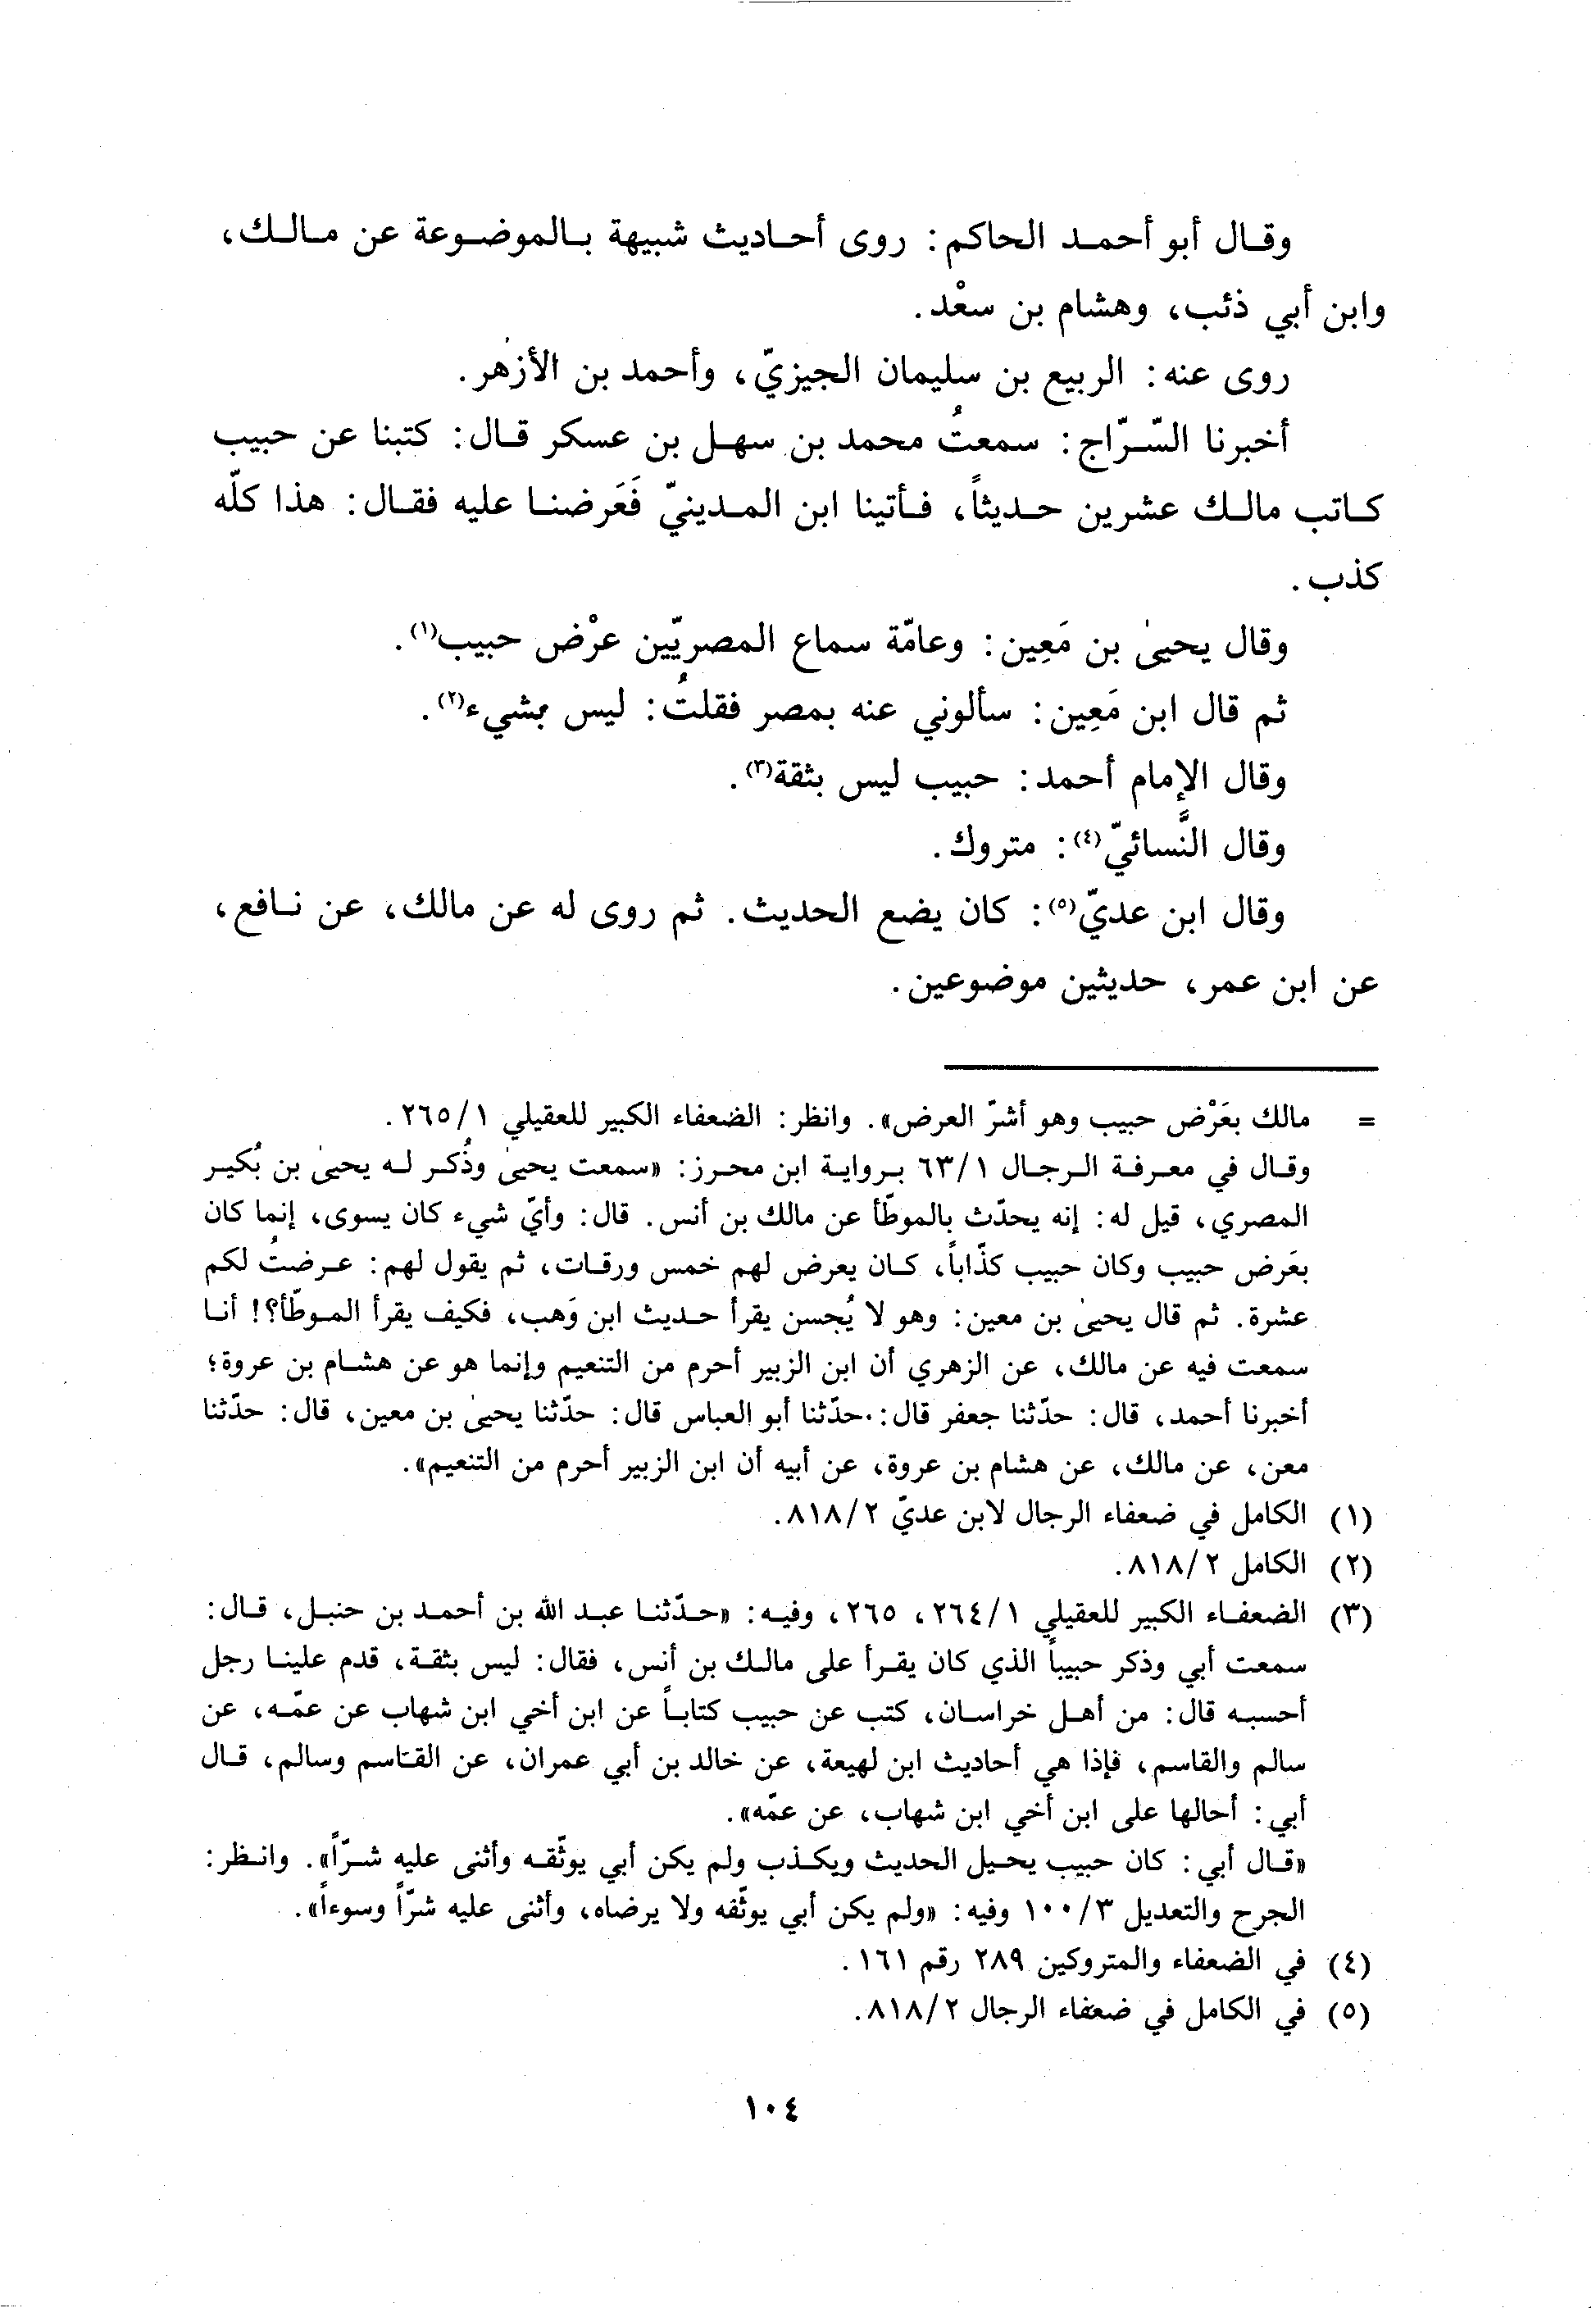 وقال أبو أحمد الحاكم: روى أحاديث شبيهة بالموضوعة عن مالك،
وابن أبي ذئب، وهشام بن سعْد.
روى عنه: الربيع بن سليمان الجيزيّ، وأحمد بن الأزهر.
أخبرنا السّرّاج: سمعتُ محمد بن سهل بن عسكر قال: كتبنا عن حبيب
كاتب مالك عشرين حديثاً، فأتينا ابن المدينيّ فَعَرضنا عليه فقال: هذا كلّه
كذب.
وقال يحيىٰ بن مَعِين: وعامّة سماع المصريّين عرْض حبيب(١).
ثم قال ابن مَعِين: سألوني عنه بمصر فقلتُ: ليس بشيء(٢).
وقال الإمام أحمد: حبيب ليس بثقة(٣).
وقال النَّسائيّ(٤): متروك.
وقال ابن عديّ(٥): كان يضع الحديث. ثم روى له عن مالك، عن نافع،
عن ابن عمر، حديثين موضوعين.
= مالك بعَرْض حبيب وهو أشرّ العرض». وانظر: الضعفاء الكبير للعقيلي ٢٦٥/١.
وقال في معرفة الرجال ٦٣/١ برواية ابن محرز: «سمعت يحيىٰ وذُكر له يحيىٰ بن بُكير
المصري، قيل له: إنه يحدّث بالموطّأ عن مالك بن أنس. قال: وأيّ شيء كان يسوى، إنما كان
بعَرض حبيب وكان حبيب كذّاباً، كان يعرض لهم خمس ورقات، ثم يقول لهم: عرضتُ لكم
عشرة. ثم قال يحيىٰ بن معين: وهو لا يُحسن يقرأ حديث ابن وَهب، فكيف يقرأ الموطّأ؟! أنا
سمعت فيه عن مالك، عن الزهري أن ابن الزبير أحرم من التنعيم وإنما هو عن هشام بن عروة؛
أخبرنا أحمد، قال: حدّثنا جعفر قال: حدّثنا أبو العباس قال: حدّثنا يحيىٰ بن معين، قال: حدّثنا
معن، عن مالك، عن هشام بن عروة، عن أبيه أن ابن الزبير أحرم من التنعيم».
(١) الكامل في ضعفاء الرجال لابن عديّ ٨١٨/٢.
(٢) الكامل ٨١٨/٢.
(٣) الضعفاء الكبير للعقيلي ٢٦٤/١، ٢٦٥، وفيه: «حدّثنا عبد الله بن أحمد بن حنبل، قال:
سمعت أبي وذكر حبيباً الذي كان يقرأ على مالك بن أنس، فقال: ليس بثقة، قدم علينا رجل
أحسبه قال: من أهل خراسان، كتب عن حبيب كتاباً عن ابن أخي ابن شهاب عن عمّه، عن
سالم والقاسم، فإذا هي أحاديث ابن لهيعة، عن خالد بن أبي عمران، عن القاسم وسالم، قال
أبي: أحالها على ابن أخي ابن شهاب، عن عمّه».
«قال أبي: كان حبيب يحيل الحديث ويكذب ولم يكن أبي يوثّقه وأثنى عليه شرّاً». وانظر:
الجرح والتعديل ١٠٠/٣ وفيه: «ولم يكن أبي يوثّقه ولا يرضاه، وأثنى عليه شرّاً وسوءاً».
(٤) في الضعفاء والمتروكين ٢٨٩ رقم ١٦١.
(٥) في الكامل في ضعفاء الرجال ٨١٨/٢.
١٠٤